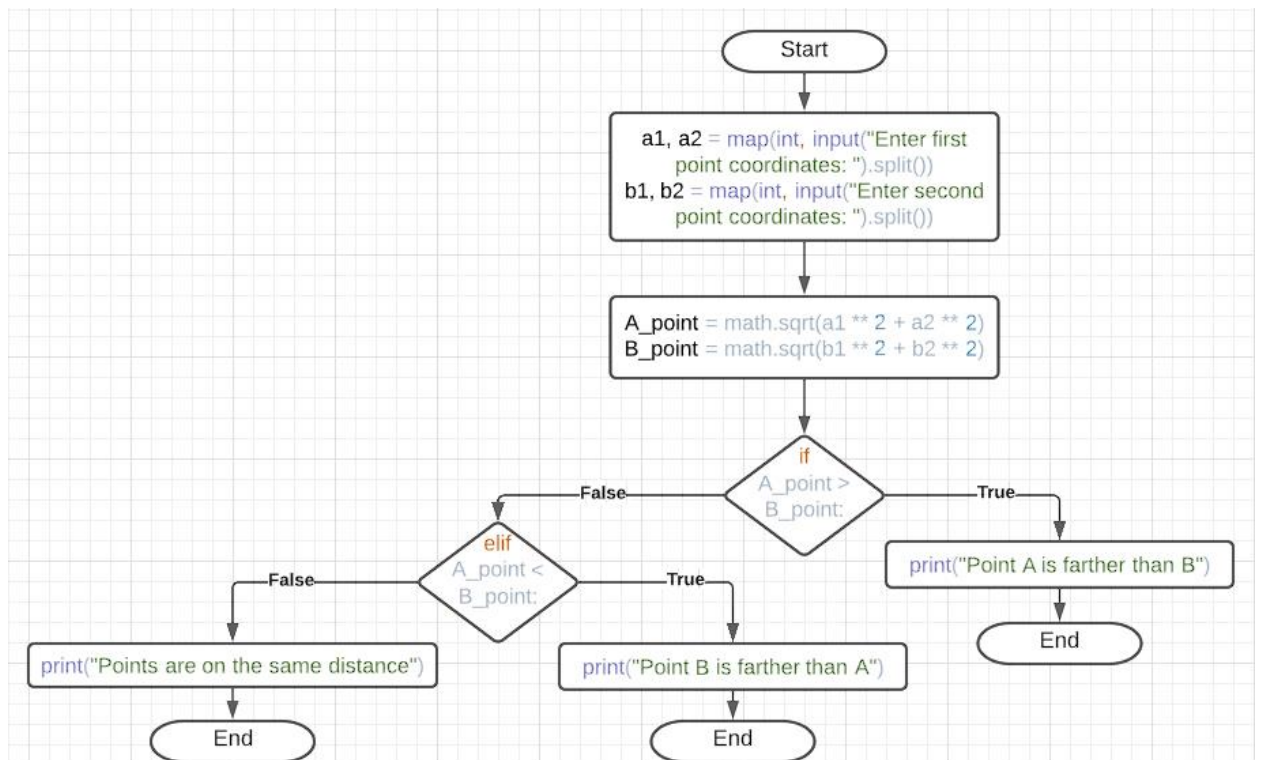 Start
a1, a2 = map(int, input("Enter first
point coordinates: ").split())
b1, b2 = map(int, input("Enter second
point coordinates: ").split())
A_point = math.sqrt(a1 ** 2 + a2 ** 2)
B_point = math.sqrt(b1 ** 2 + b2 ** 2)
if
A_point >
B_point:
False
True
elif
A_point <
B_point:
print("Point A is farther than B")
False
True
End
print("Points are on the same distance")
print("Point B is farther than A")
End
End